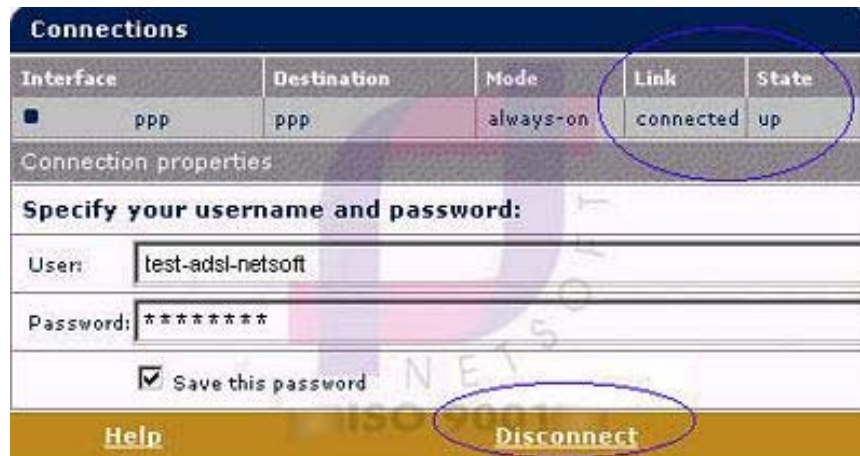 Connections
Interface Destination Mode Link State
ppp ppp always-on connected up
Connection properties
Specify your username and password:
User: test-adsl-netsoft
Password: ********
Save this password
NETSOFT
ISO 9001
Help Disconnect